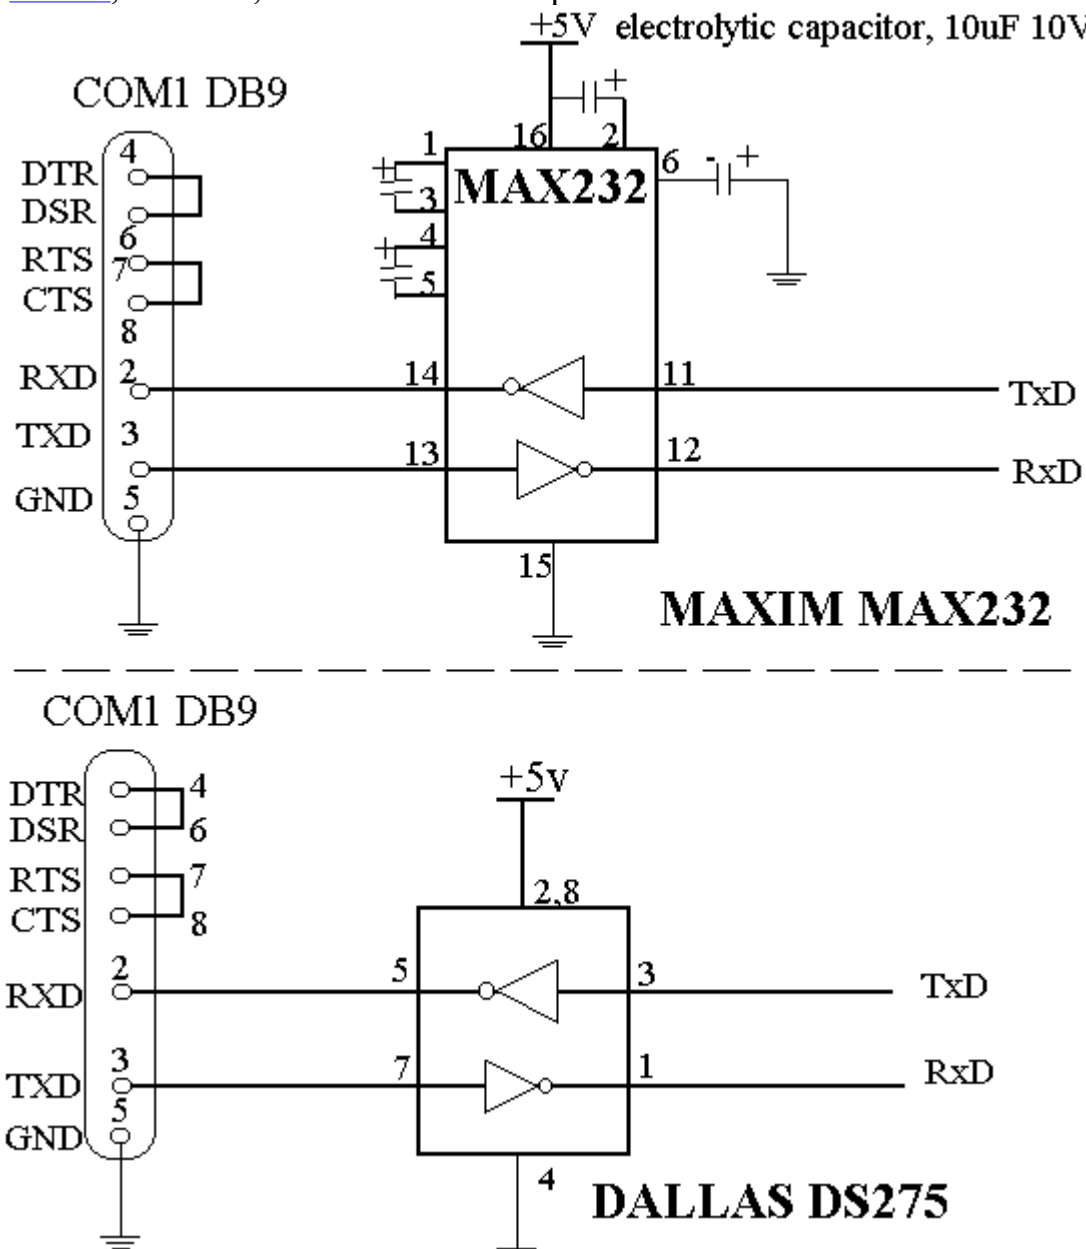 +5V electrolytic capacitor, 10uF 10V
COM1 DB9
+
16 2
1
6 - +
MAX232
4
DTR
+
3
DSR
6
4
RTS
7
+
5
CTS
8
RXD 2 14 11 TxD
TXD 3 13 12 RxD
GND 5
15
MAXIM MAX232
COM1 DB9
+5v
DTR 4
DSR 6
RTS 7
2,8
CTS 8
RXD 2 5 3 TxD
TXD 3 7 1 RxD
GND 5
4
DALLAS DS275